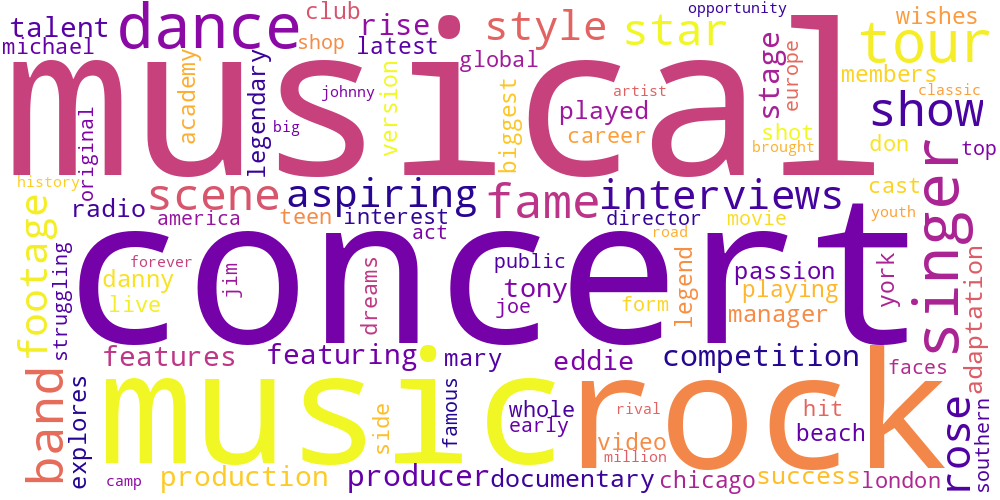 opportunity
club
talent
dance
rise
style
star
wishes
tour
michael
shop
latest
global
members
musical
academy
legendary
johnny
version
biggest
artist
played
stage
europe
classic
show
original
big
career
shot
brought
don
top
history
scene
aspiring
fame
interviews
cast
singer
radio
america
teen
interest
director
movie
youth
footage
act
road
concert
struggling
forever
danny
jim
dreams
public
legend
passion
york
live
tony
joe
form
playing
manager
adaptation
features
featuring
mary
eddie
competition
faces
band
explores
music
rock
side
famous
whole
early
rival
hit
rose
southern
beach
video
million
camp
production
producer
documentary
chicago
success
london